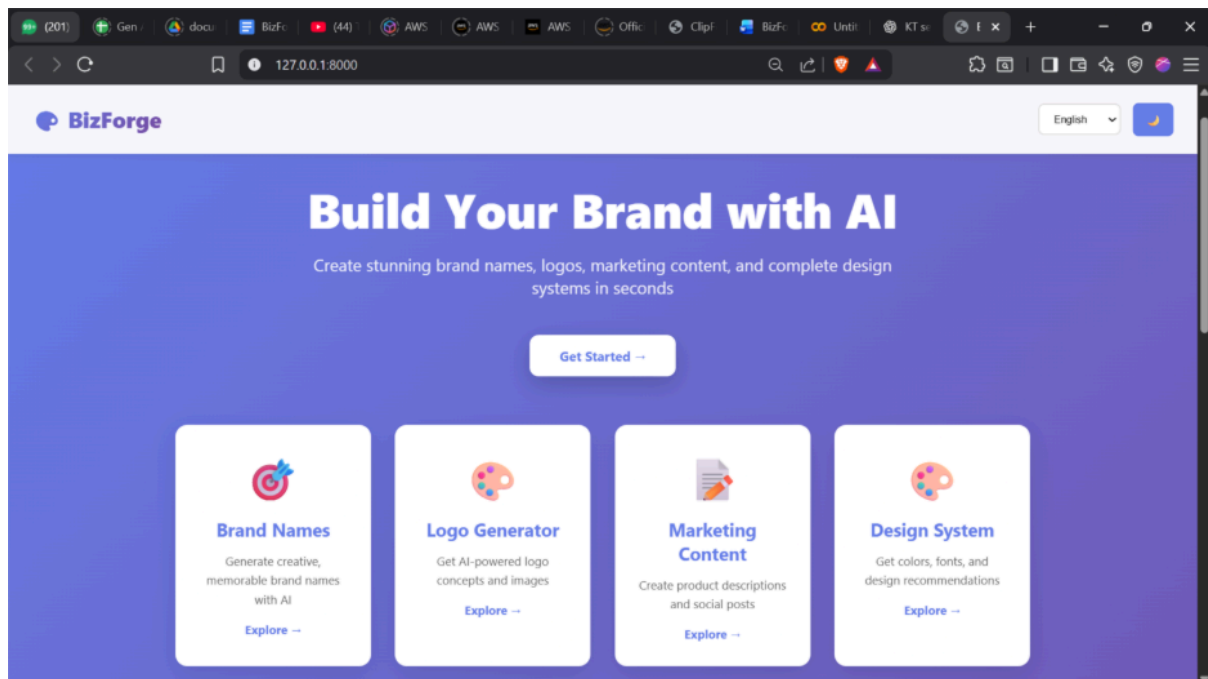 (201)
Gen
docu
BizFo
(44)
AWS
AWS
AWS
Offic
ClipF
BizFo
Untit
KT se
127.0.0.1:8000
BizForge
English
Build Your Brand with AI
Create stunning brand names, logos, marketing content, and complete design
systems in seconds
Get Started →
Brand Names
Generate creative,
memorable brand names
with AI
Explore →
Logo Generator
Get AI-powered logo
concepts and images
Explore →
Marketing
Content
Create product descriptions
and social posts
Explore →
Design System
Get colors, fonts, and
design recommendations
Explore →